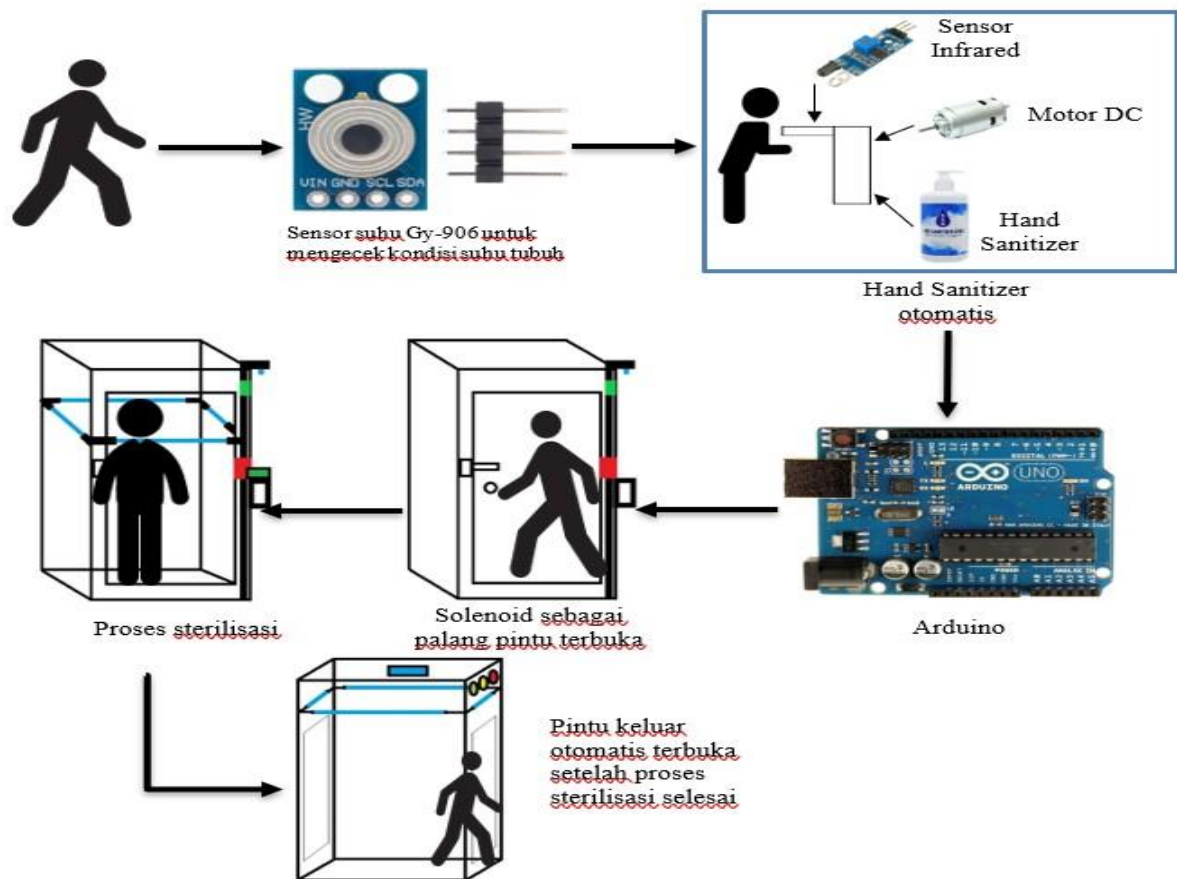 Sensor
Infrared
Motor DC
Hand
Sanitizer
HW
VIN GND SCL SDA
Sensor suhu Gy-906 untuk
mengecek kondisi suhu tubuh
Hand Sanitizer
otomatis
Proses sterilisasi
Solenoid sebagai
palang pintu terbuka
DIGITAL (PWM~)
UNO
ARDUINO
POWER
ANALOG IN
Arduino
Pintu keluar
otomatis terbuka
setelah proses
sterilisasi selesai